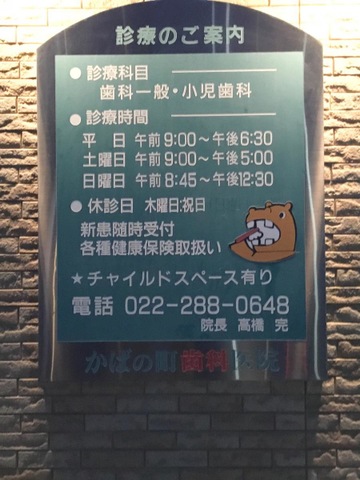 診療のご案内
● 診療科目
歯科一般・小児歯科
● 診療時間
平　日 午前 9:00～午後6:30
土曜日 午前 9:00～午後5:00
日曜日 午前 8:45～午後12:30
● 休診日 木曜日;祝日
新患随時受付
各種健康保険取扱い
★チャイルドスペース有り
電話 022-288-0648
院長 高橋 完
かばの町歯科医院